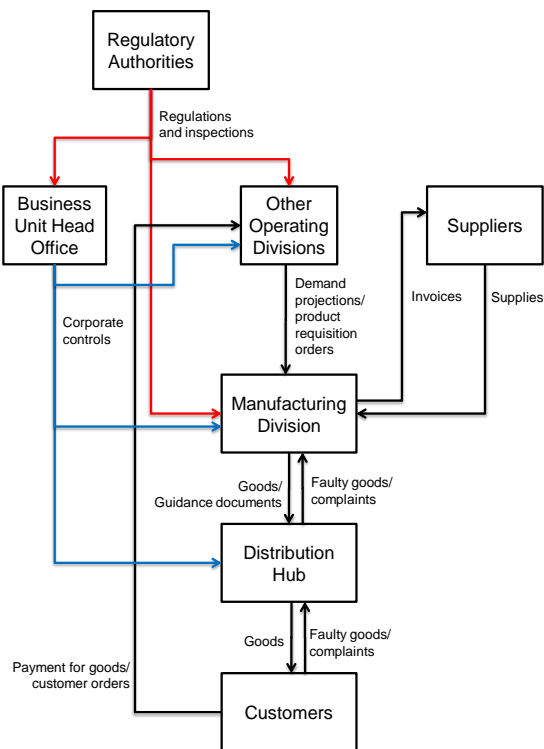 Regulatory
Authorities
Regulations
and inspections
Business
Unit Head
Office
Other
Operating
Divisions
Suppliers
Corporate
controls
Demand
projections/
product
requisition
orders
Invoices
Supplies
Manufacturing
Division
Goods/
Guidance documents
Faulty goods/
complaints
Distribution
Hub
Goods
Faulty goods/
complaints
Payment for goods/
customer orders
Customers